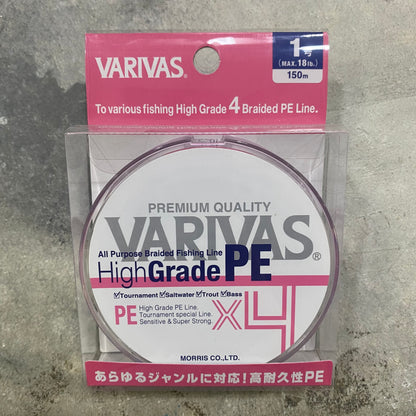 VARIVAS®
1号
(MAX. 18lb.)
150m
To various fishing High Grade 4 Braided PE Line.
PREMIUM QUALITY
VARIVAS®
All Purpose Braided Fishing Line
HighGrade PE
☑Tournament ☑Saltwater ☑Trout ☑Bass
PE High Grade PE Line.
Tournament special Line.
Sensitive & Super Strong.
X4
MORRIS CO.,LTD.
あらゆるジャンルに対応!高耐久性PE